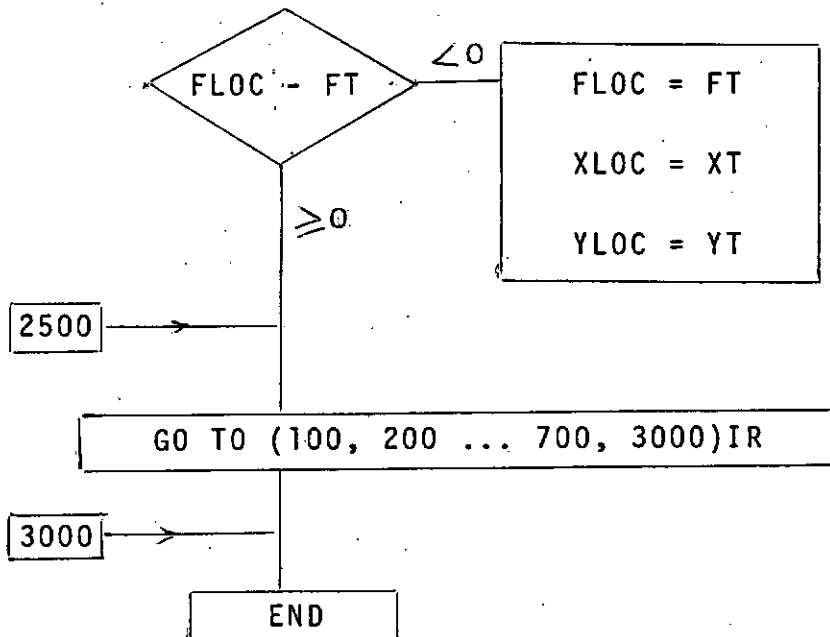 FLOC - FT
<0
FLOC = FT
XLOC = XT
YLOC = YT
≥0
2500
GO TO (100, 200 ... 700, 3000)IR
3000
END